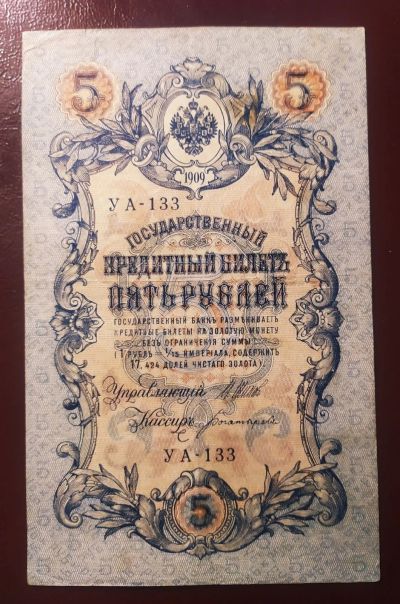 5 5
1909
УА-133
ГОСУДАРСТВЕННЫЙ
КРЕДИТНЫЙ БИЛЕТЪ
ПЯТЬ РУБЛЕЙ
ГОСУДАРСТВЕННЫЙ БАНКЪ РАЗМѢНИВАЕТЪ
КРЕДИТНЫЕ БИЛЕТЫ НА ЗОЛОТУЮ МОНЕТУ
БЕЗЪ ОГРАНИЧЕНІЯ СУММЫ
(1 РУБЛЬ = 1/15 ИМПЕРІАЛА, СОДЕРЖИТЪ
17,424 ДОЛЕЙ ЧИСТАГО ЗОЛОТА)
Управляющій
Кассиръ
УА-133
5